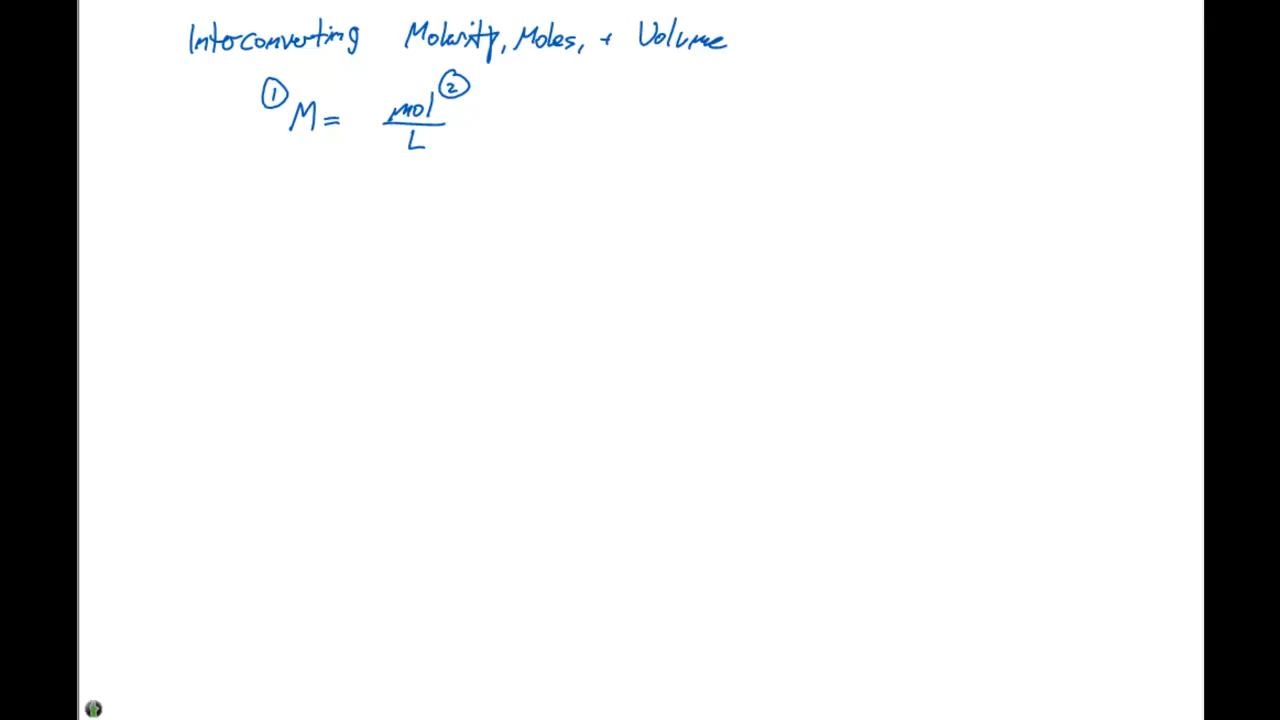 Interconverting Molarity, Moles, + Volume
① M = mol ②
L